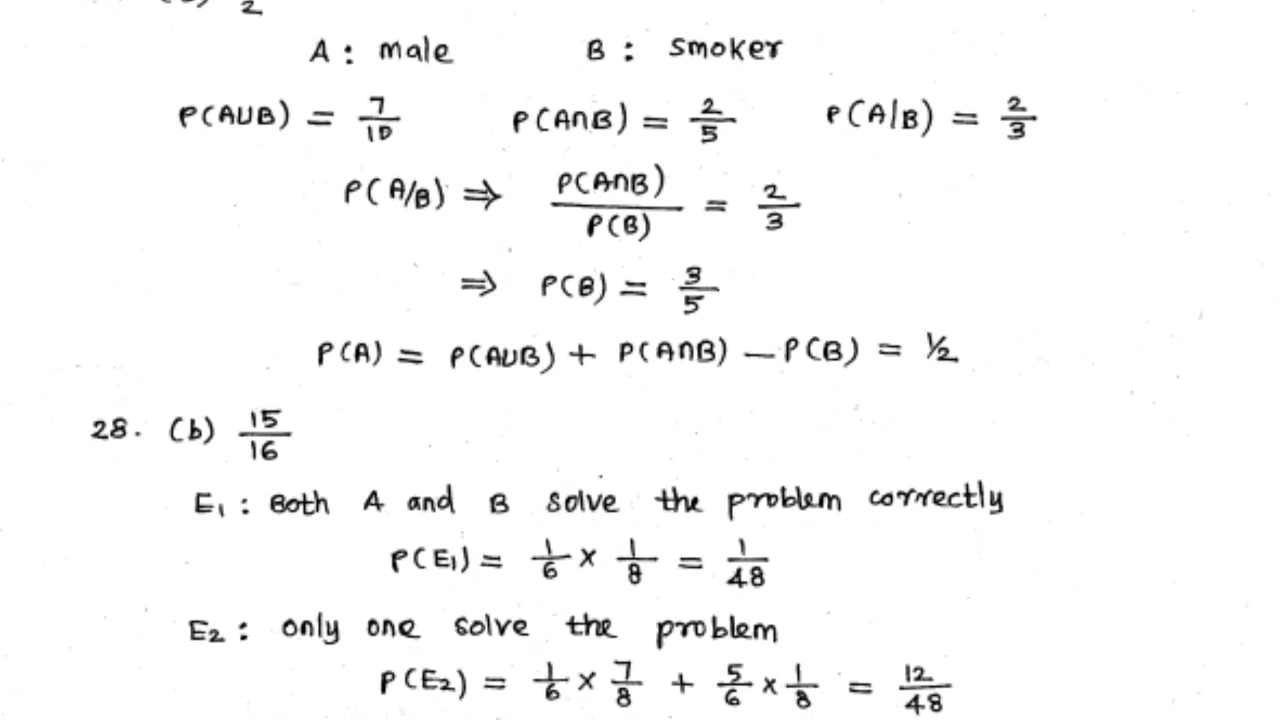 2
A : male B : smoker
P(A∪B) = 7/10 P(A∩B) = 2/5 P(A|B) = 2/3
P(A/B) ⇒ P(A∩B)/P(B) = 2/3
⇒ P(B) = 3/5
P(A) = P(A∪B) + P(A∩B) — P(B) = ½
28. (b) 15/16
E₁ : Both A and B solve the problem correctly
P(E₁) = 1/6 × 1/8 = 1/48
E₂ : only one solve the problem
P(E₂) = 1/6 × 7/8 + 5/6 × 1/8 = 12/48